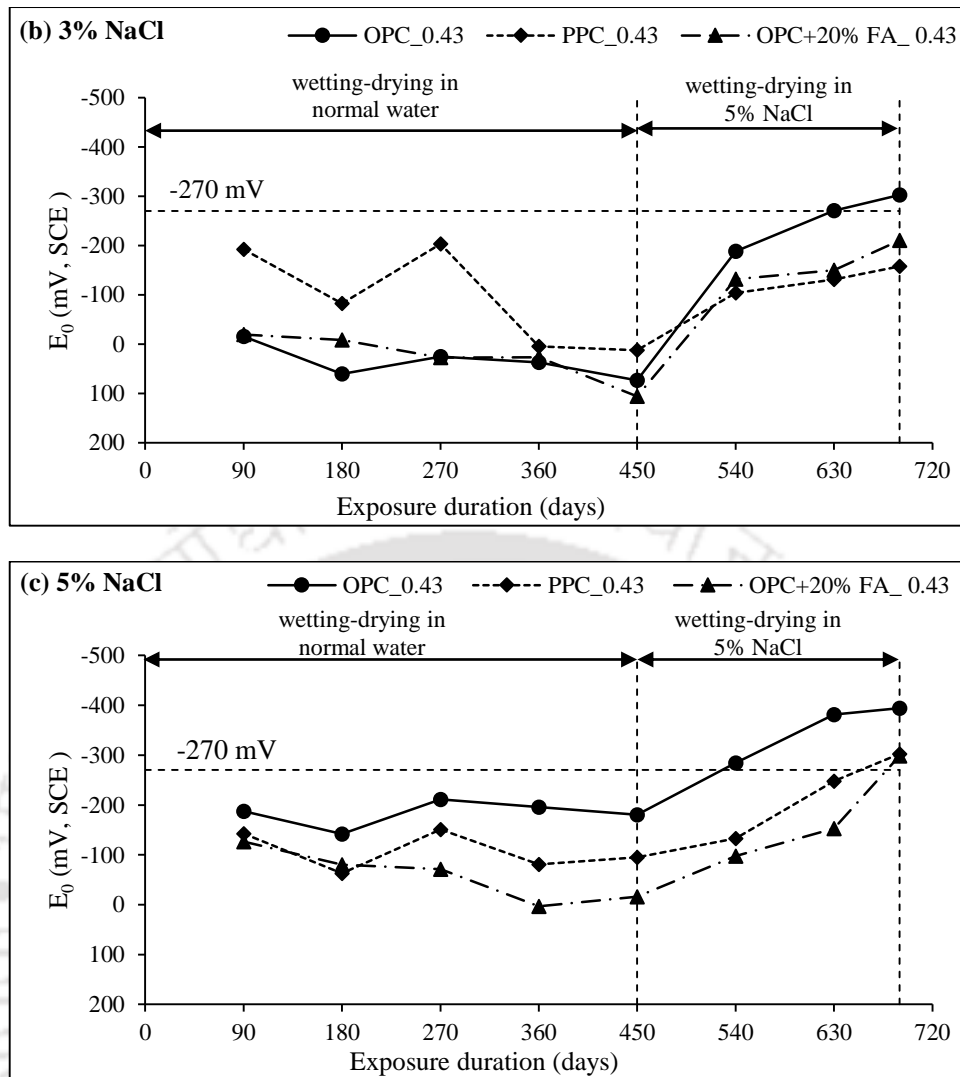 (b) 3% NaCl
OPC_0.43
PPC_0.43
OPC+20% FA_ 0.43
wetting-drying in
normal water
wetting-drying in
5% NaCl
-270 mV
E0 (mV, SCE )
-500
-400
-300
-200
-100
0
100
200
0 90 180 270 360 450 540 630 720
Exposure duration (days)
(c) 5% NaCl
OPC_0.43
PPC_0.43
OPC+20% FA_ 0.43
wetting-drying in
normal water
wetting-drying in
5% NaCl
-270 mV
E0 (mV, SCE)
-500
-400
-300
-200
-100
0
100
200
0 90 180 270 360 450 540 630 720
Exposure duration (days)